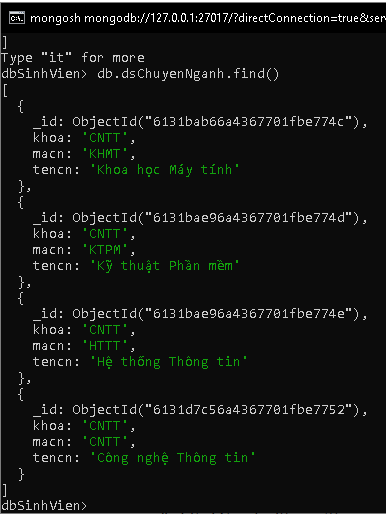 mongosh mongodb://127.0.0.1:27017/?directConnection=true&ser
]
Type "it" for more
dbSinhVien> db.dsChuyenNganh.find()
[
  {
    _id: ObjectId("6131bab66a4367701fbe774c"),
    khoa: 'CNTT',
    macn: 'KHMT',
    tencn: 'Khoa học Máy tính'
  },
  {
    _id: ObjectId("6131bae96a4367701fbe774d"),
    khoa: 'CNTT',
    macn: 'KTPM',
    tencn: 'Kỹ thuật Phần mềm'
  },
  {
    _id: ObjectId("6131bae96a4367701fbe774e"),
    khoa: 'CNTT',
    macn: 'HTTT',
    tencn: 'Hệ thống Thông tin'
  },
  {
    _id: ObjectId("6131d7c56a4367701fbe7752"),
    khoa: 'CNTT',
    macn: 'CNTT',
    tencn: 'Công nghệ Thông tin'
  }
]
dbSinhVien>